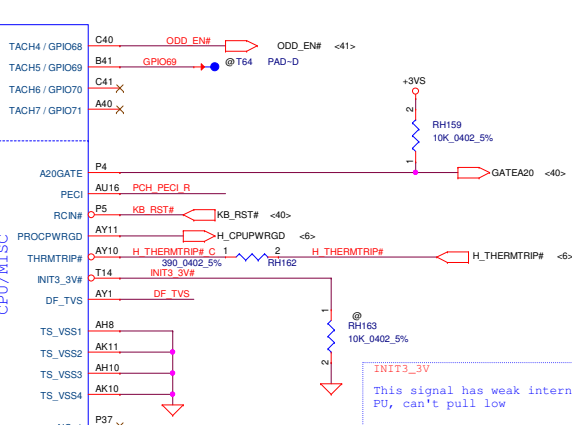 TACH4 / GPIO68 C40 ODD_EN# ODD_EN# <41>
TACH5 / GPIO69 B41 GPIO69 @ T64 PAD~D
TACH6 / GPIO70 C41
TACH7 / GPIO71 A40
+3VS
2
RH159
10K_0402_5%
1
A20GATE P4 GATEA20 <40>
PECI AU16 PCH_PECI_R
RCIN# P5 KB_RST# KB_RST# <40>
PROCPWRGD AY11 H_CPUPWRGD <6>
THRMTRIP# AY10 H_THERMTRIP#_C 1 2 H_THERMTRIP# H_THERMTRIP# <6>
390_0402_5% RH162
INIT3_3V# T14 INIT3_3V#
DF_TVS AY1 DF_TVS
CPU/MISC
1
@
RH163
10K_0402_5%
2
TS_VSS1 AH8
TS_VSS2 AK11
TS_VSS3 AH10
TS_VSS4 AK10
P37
INIT3_3V
This signal has weak intern
PU, can't pull low